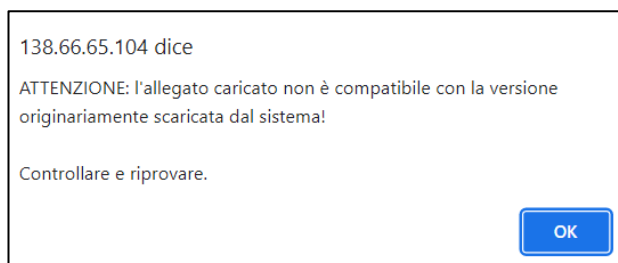 138.66.65.104 dice
ATTENZIONE: l'allegato caricato non è compatibile con la versione
originariamente scaricata dal sistema!
Controllare e riprovare.
OK